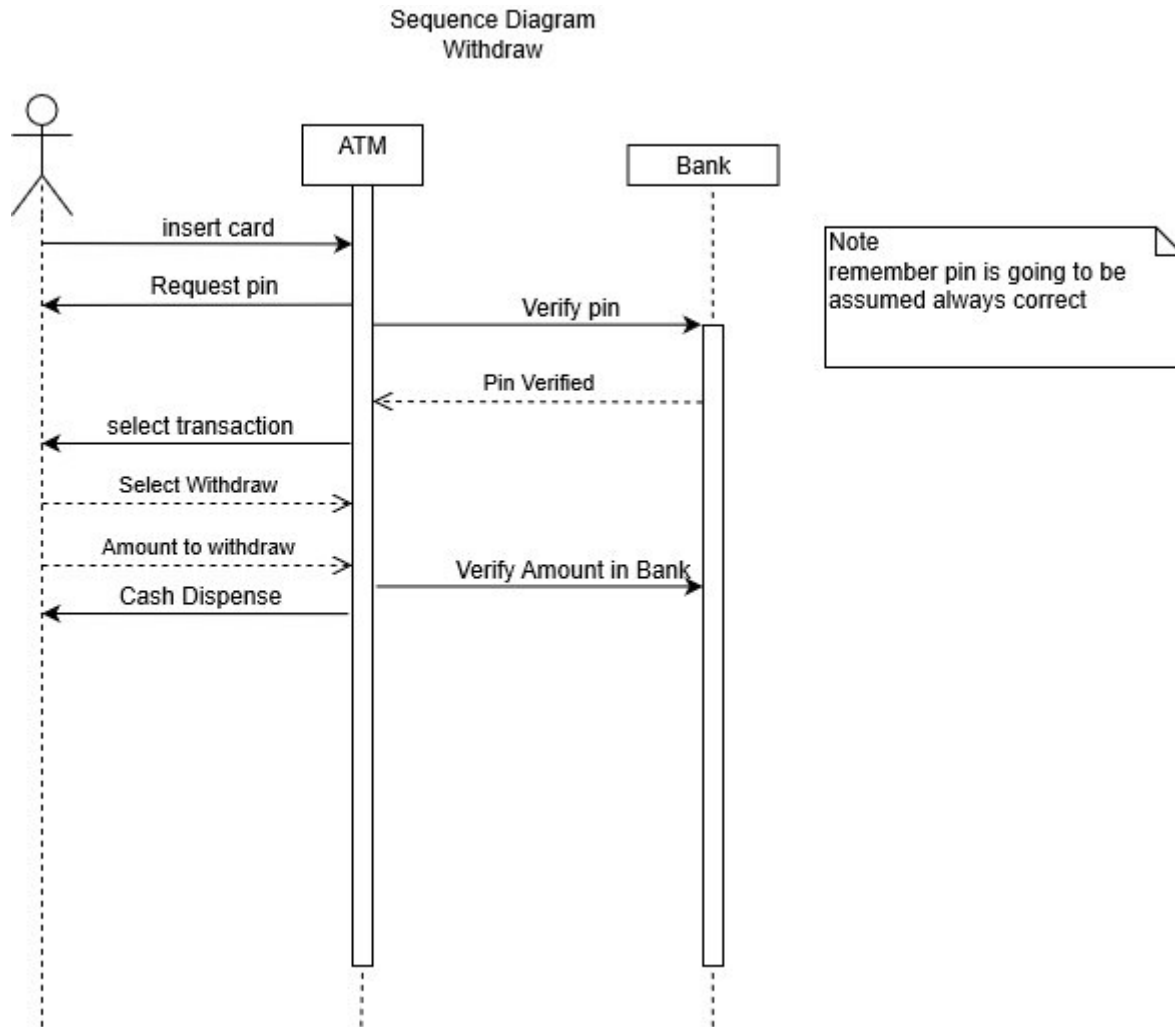 Sequence Diagram
Withdraw
ATM
Bank
insert card
Note
remember pin is going to be
assumed always correct
Request pin
Verify pin
Pin Verified
select transaction
Select Withdraw
Amount to withdraw
Verify Amount in Bank
Cash Dispense